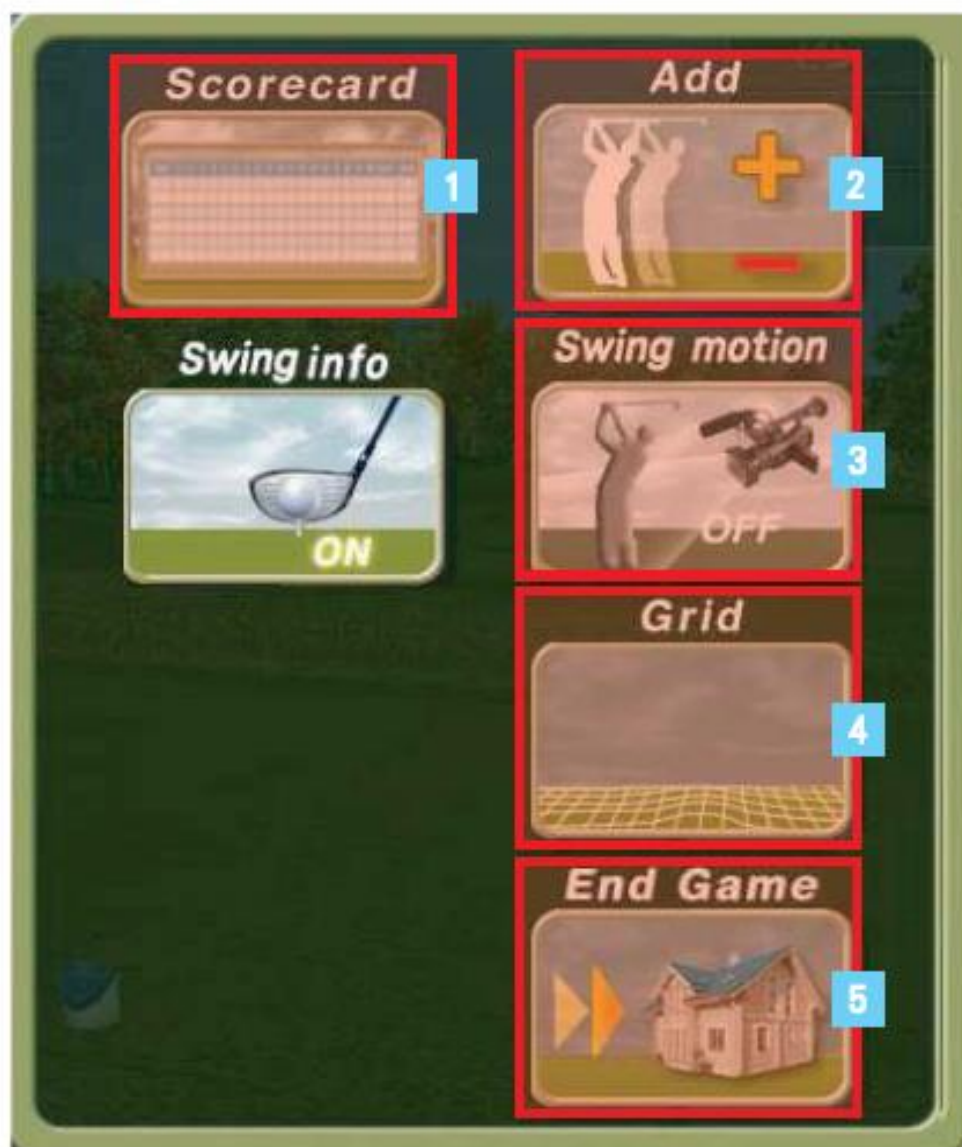 Scorecard
1
Add
2
Swing info
ON
Swing motion
3
OFF
Grid
4
End Game
5